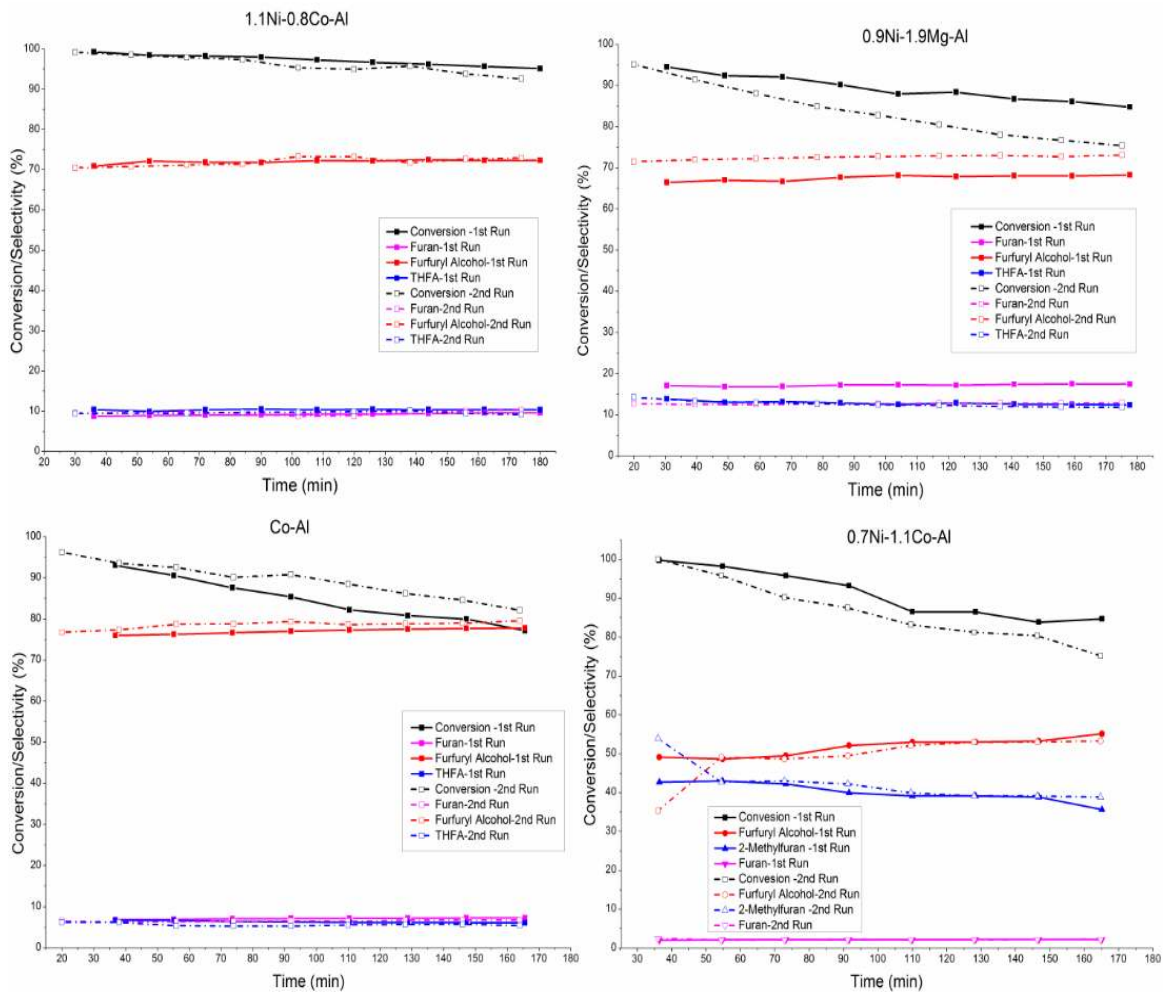 1.1Ni-0.8Co-Al
Conversion/Selectivity (%)
100
90
80
70
60
50
40
30
20
10
0
Conversion -1st Run
Furan-1st Run
Furfuryl Alcohol-1st Run
THFA-1st Run
Conversion -2nd Run
Furan-2nd Run
Furfuryl Alcohol-2nd Run
THFA-2nd Run
20 30 40 50 60 70 80 90 100 110 120 130 140 150 160 170 180
Time (min)
0.9Ni-1.9Mg-Al
Conversion/Selectivity (%)
100
90
80
70
60
50
40
30
20
10
0
Conversion -1st Run
Furan-1st Run
Furfuryl Alcohol-1st Run
THFA-1st Run
Conversion -2nd Run
Furan-2nd Run
Furfuryl Alcohol-2nd Run
THFA-2nd Run
20 30 40 50 60 70 80 90 100 110 120 130 140 150 160 170 180
Time (min)
Co-Al
Conversion/Selectivity (%)
100
90
80
70
60
50
40
30
20
10
0
Conversion -1st Run
Furan-1st Run
Furfuryl Alcohol-1st Run
THFA-1st Run
Conversion -2nd Run
Furan-2nd Run
Furfuryl Alcohol-2nd Run
THFA-2nd Run
20 30 40 50 60 70 80 90 100 110 120 130 140 150 160 170 180
Time (min)
0.7Ni-1.1Co-Al
Conversion/Selectivity (%)
100
90
80
70
60
50
40
30
20
10
0
Convesion -1st Run
Furfuryl Alcohol-1st Run
2-Methylfuran -1st Run
Furan-1st Run
Convesion -2nd Run
Furfuryl Alcohol-2nd Run
2-Methylfuran -2nd Run
Furan-2nd Run
30 40 50 60 70 80 90 100 110 120 130 140 150 160 170
Time (min)